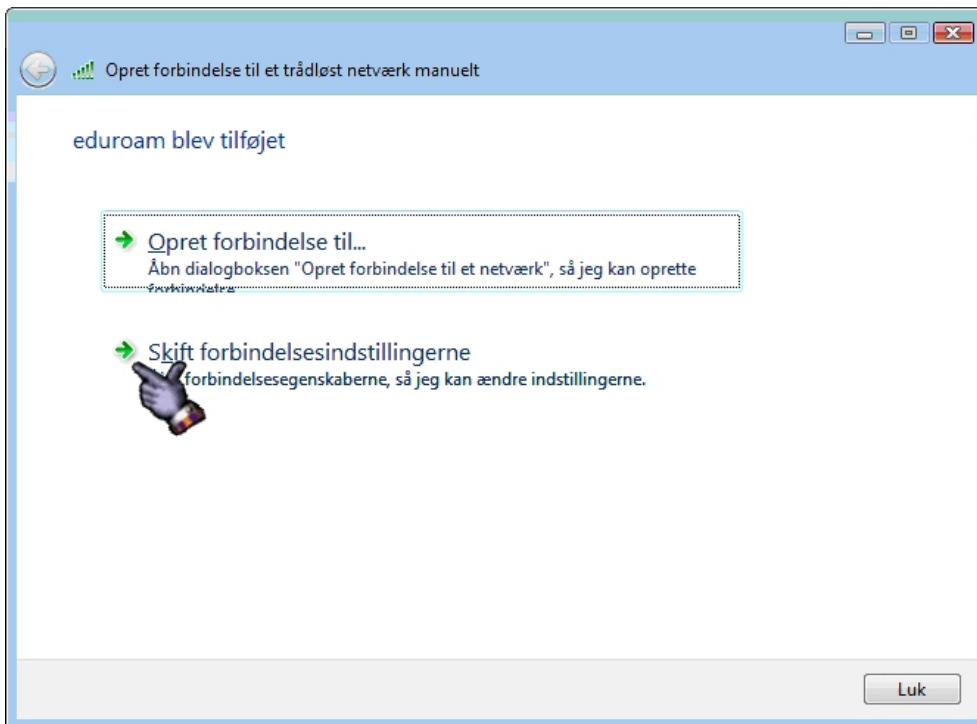 Opret forbindelse til et trådløst netværk manuelt
eduroam blev tilføjet
Opret forbindelse til...
Åbn dialogboksen "Opret forbindelse til et netværk", så jeg kan oprette
forbindelse
Skift forbindelsesindstillingerne
forbindelsesegenskaberne, så jeg kan ændre indstillingerne.
Luk